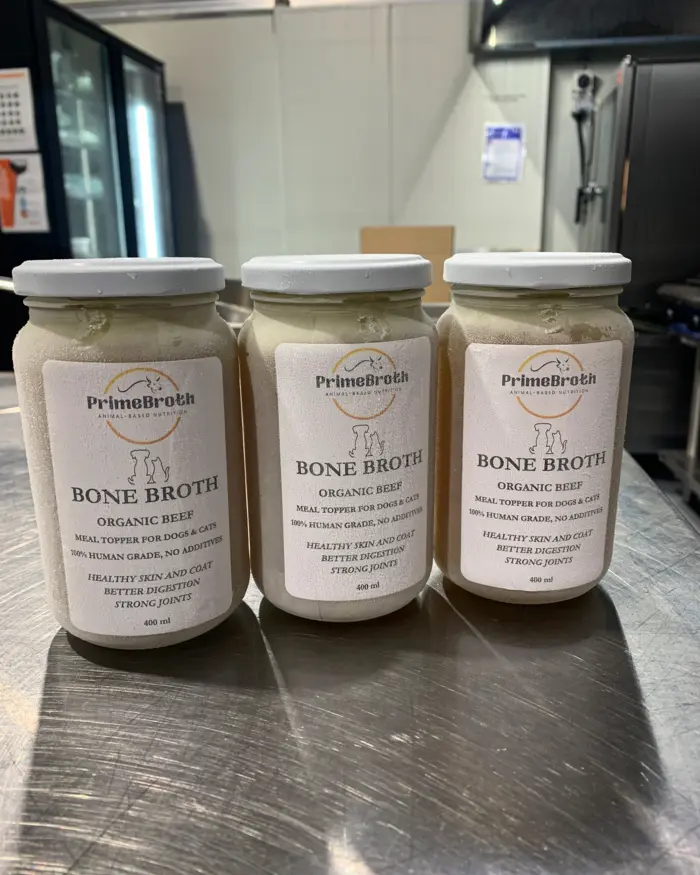 PrimeBroth
ANIMAL-BASED NUTRITION
BONE BROTH
ORGANIC BEEF
MEAL TOPPER FOR DOGS & CATS
100% HUMAN GRADE, NO ADDITIVES
HEALTHY SKIN AND COAT
BETTER DIGESTION
STRONG JOINTS
400 ml
PrimeBroth
ANIMAL-BASED NUTRITION
BONE BROTH
ORGANIC BEEF
MEAL TOPPER FOR DOGS & CATS
100% HUMAN GRADE, NO ADDITIVES
HEALTHY SKIN AND COAT
BETTER DIGESTION
STRONG JOINTS
400 ml
PrimeBroth
ANIMAL-BASED NUTRITION
BONE BROTH
ORGANIC BEEF
MEAL TOPPER FOR DOGS & CATS
100% HUMAN GRADE, NO ADDITIVES
HEALTHY SKIN AND COAT
BETTER DIGESTION
STRONG JOINTS
400 ml